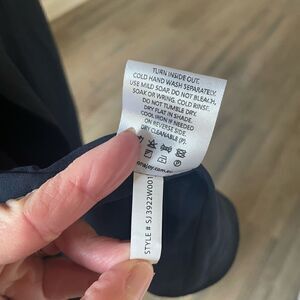 TURN INSIDE OUT.
COLD HAND WASH SEPARATELY.
USE MILD SOAP. DO NOT BLEACH,
SOAK OR WRING. COLD RINSE.
DO NOT TUMBLE DRY.
DRY FLAT IN SHADE.
COOL IRON IF NEEDED
ON REVERSE SIDE.
DRY CLEANABLE (P).
STYLE # SJ3922W001